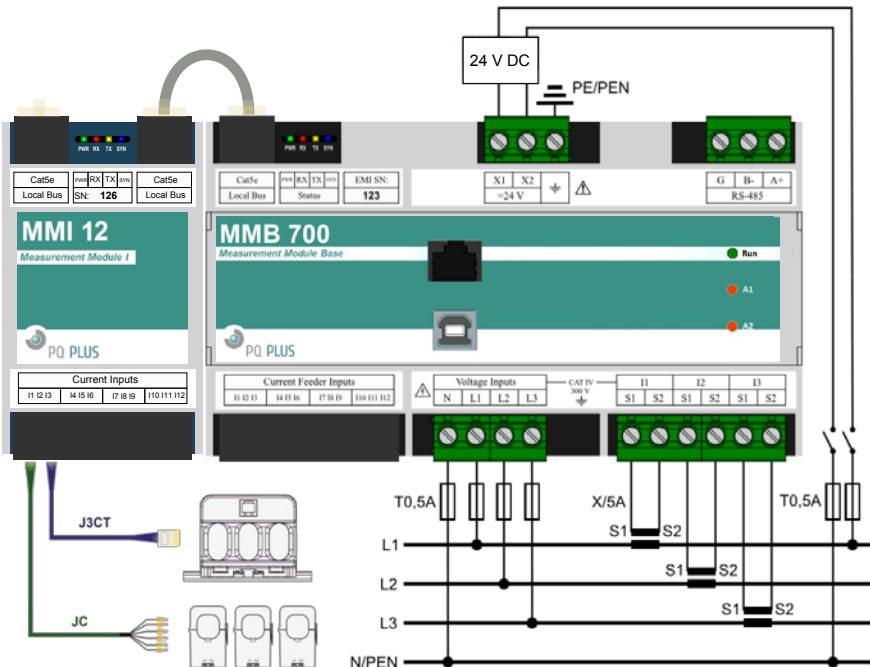 24 V DC
PE/PEN
PWR RX TX SYN
PWR RX TX SYN
Cat5e PWR RX TX SYN Cat5e
Local Bus SN: 126 Local Bus
Cat5e PWR RX TX SYN EMI SN:
Local Bus Status 123
X1 X2
=24 V
G B- A+
RS-485
MMI 12
Measurement Module I
PQ PLUS
MMB 700
Measurement Module Base
Run
A1
A2
PQ PLUS
Current Inputs
I1 I2 I3 I4 I5 I6 I7 I8 I9 I10 I11 I12
Current Feeder Inputs
I1 I2 I3 I4 I5 I6 I7 I8 I9 I10 I11 I12
Voltage Inputs
N L1 L2 L3
CAT IV
300 V
I1 I2 I3
S1 S2 S1 S2 S1 S2
T0,5A
X/5A
T0,5A
J3CT
JC
S1 S2
L1
S1 S2
L2
S1 S2
L3
N/PEN